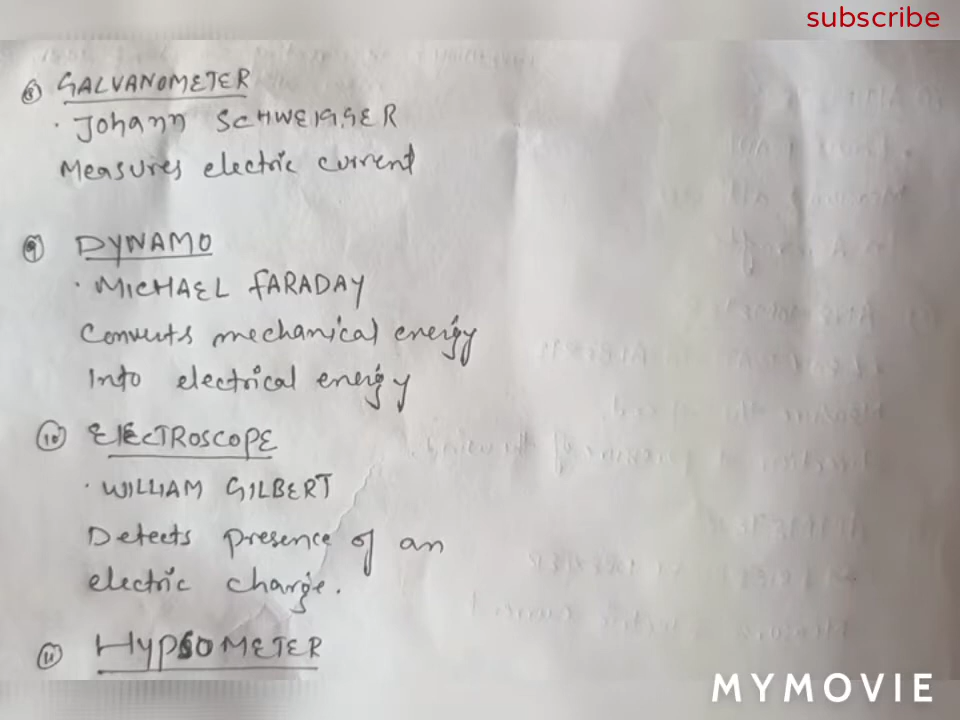 subscribe
8 GALVANOMETER
· Johann SCHWEIGGER
Measures electric current
9 DYNAMO
· MICHAEL FARADAY
Converts mechanical energy
Into electrical energy
10 ELECTROSCOPE
· WILLIAM GILBERT
Detects presence of an
electric charge.
11 HYPSOMETER
MYMOVIE